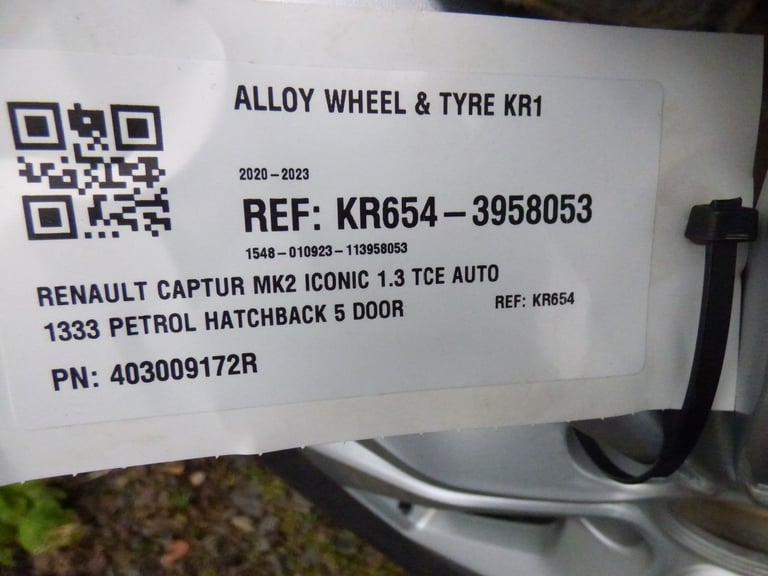 ALLOY WHEEL & TYRE KR1
2020-2023
REF: KR654-3958053
1548-010923-113958053
RENAULT CAPTUR MK2 ICONIC 1.3 TCE AUTO
1333 PETROL HATCHBACK 5 DOOR
REF: KR654
PN: 403009172R